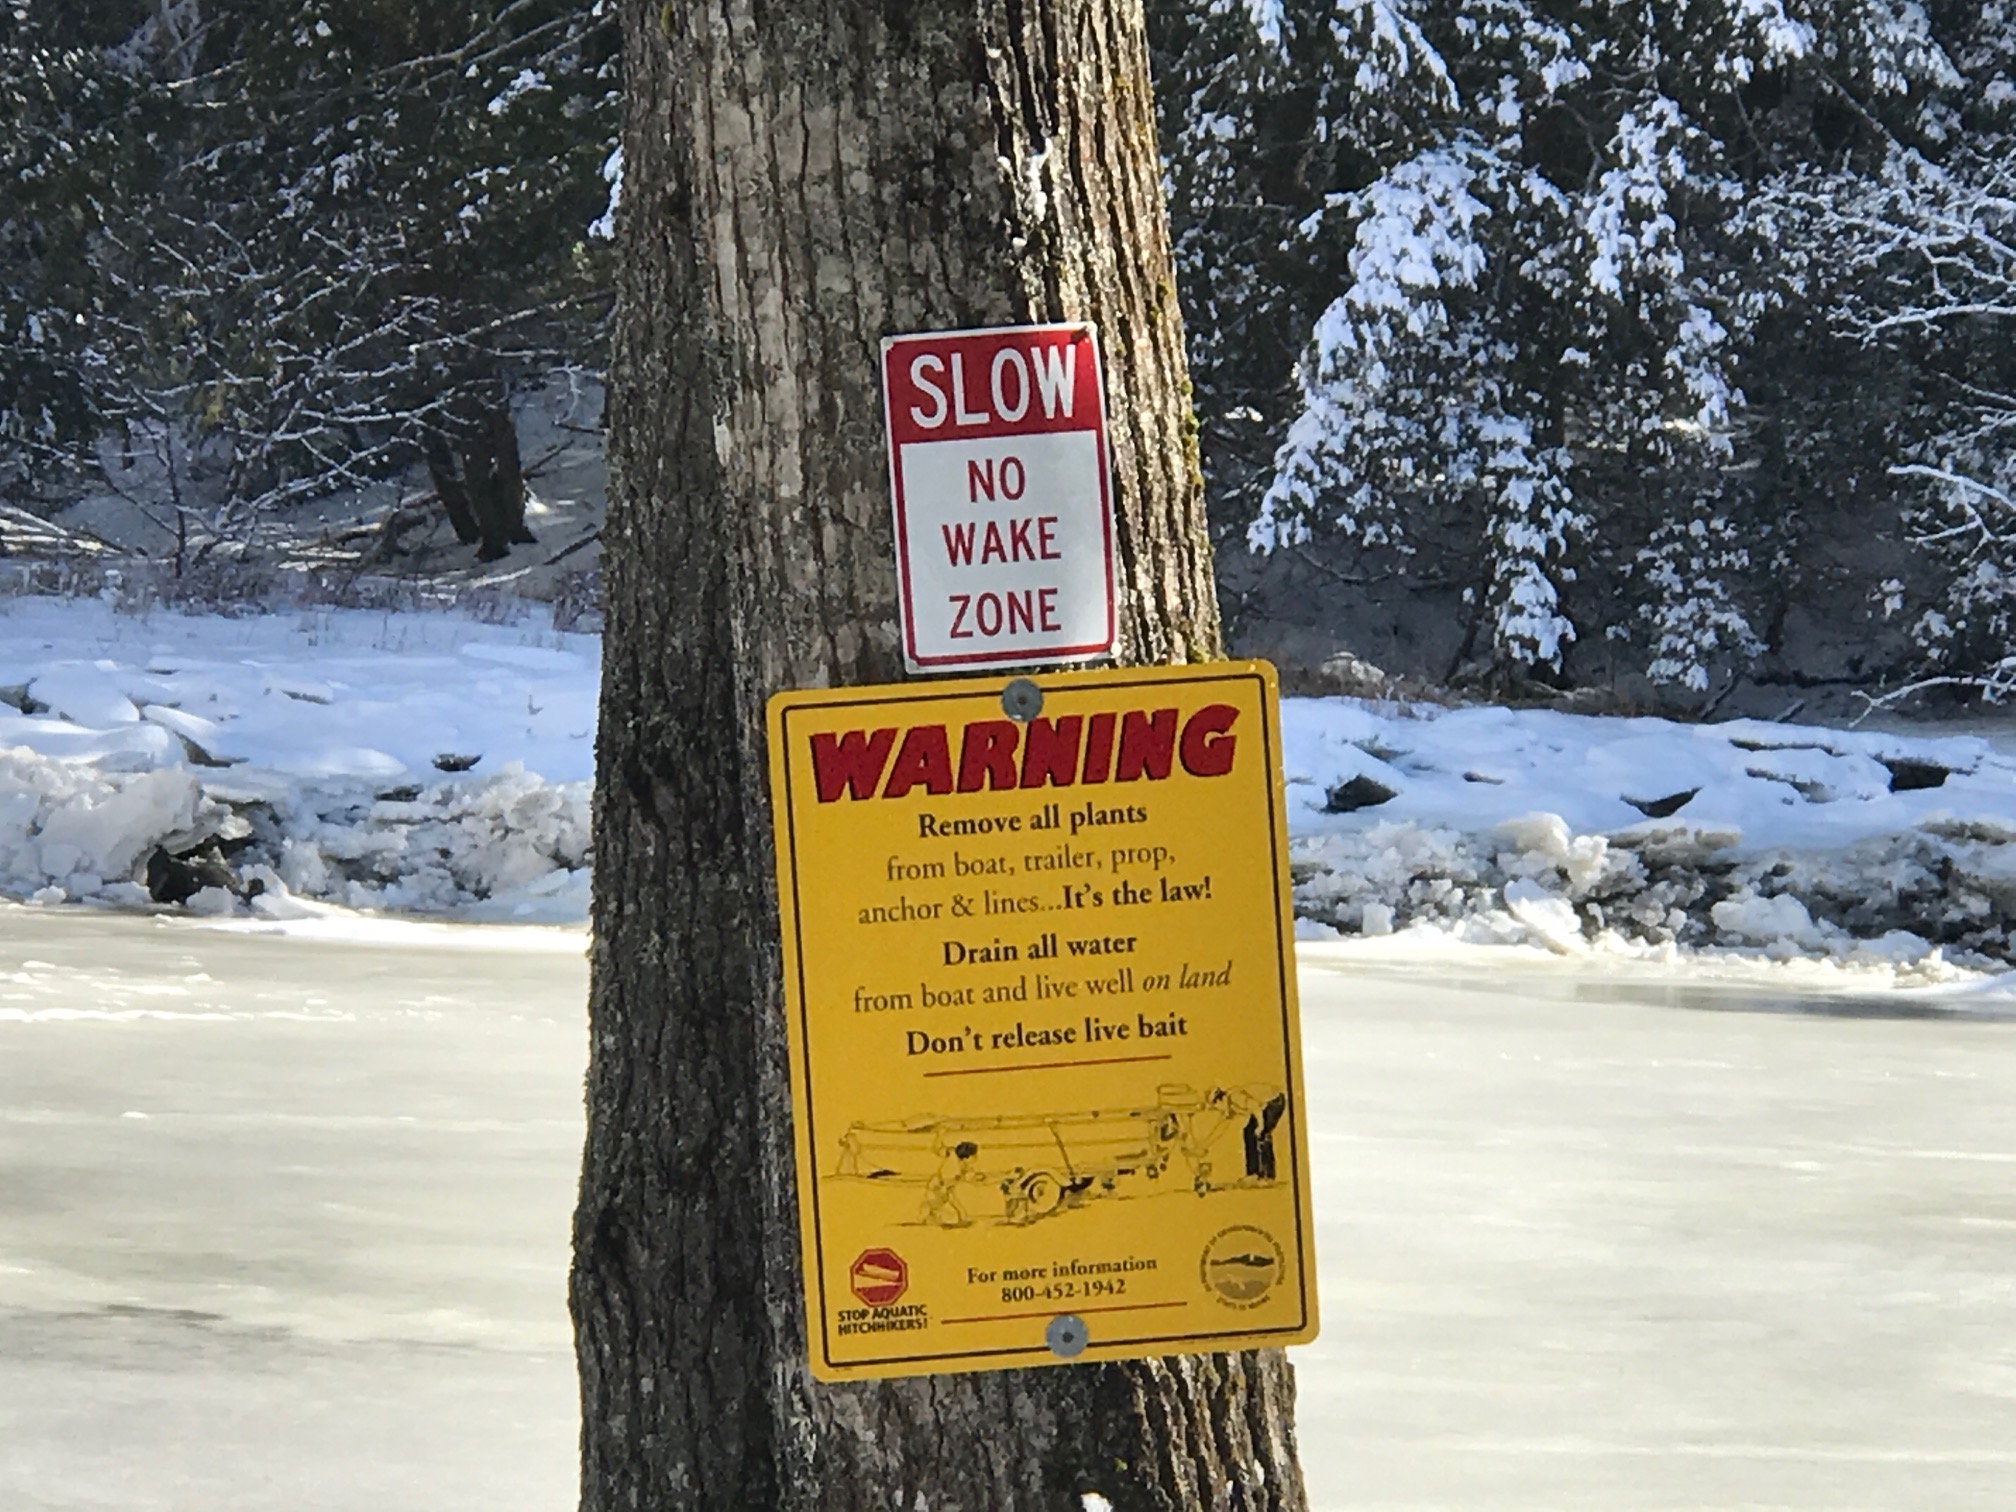 SLOW
NO
WAKE
ZONE
WARNING
Remove all plants
from boat, trailer, prop,
anchor & lines...It's the law!
Drain all water
from boat and live well on land
Don't release live bait
For more information
800-452-1942
STOP AQUATIC
HITCHHIKERS!